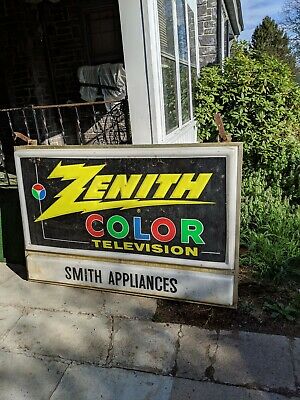 ZENITH
®
COLOR
TELEVISION
SMITH APPLIANCES